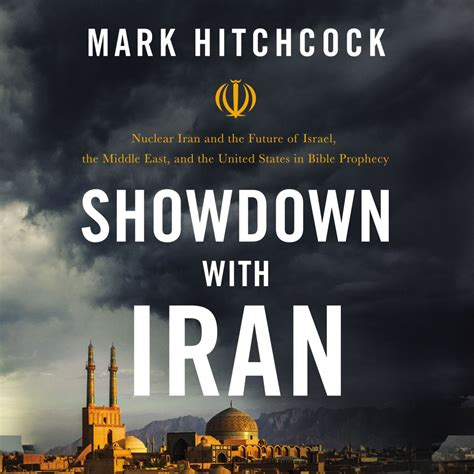 MARK HITCHCOCK
Nuclear Iran and the Future of Israel,
the Middle East, and the United States in Bible Prophecy
SHOWDOWN
WITH
IRAN